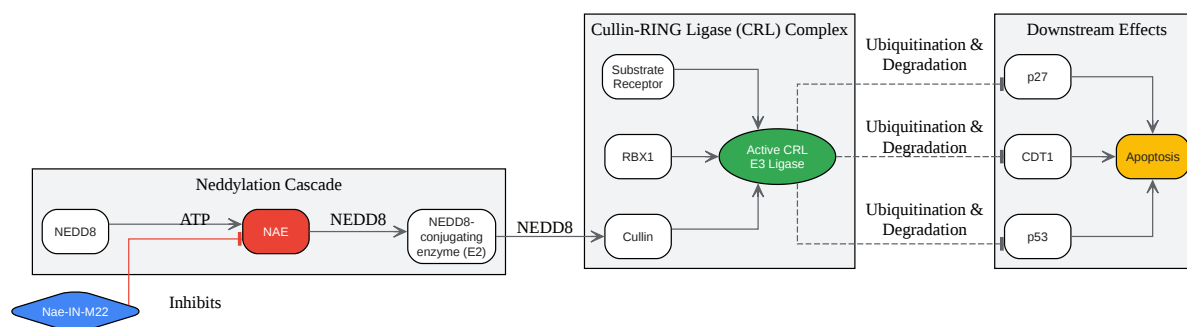 Cullin-RING Ligase (CRL) Complex
Downstream Effects
Ubiquitination &
Degradation
Substrate
Receptor
p27
RBX1
Active CRL
E3 Ligase
Ubiquitination &
Degradation
CDT1
Apoptosis
Neddylation Cascade
NEDD8
ATP
NAE
NEDD8
NEDD8-
conjugating
enzyme (E2)
NEDD8
Cullin
Ubiquitination &
Degradation
p53
Nae-IN-M22
Inhibits